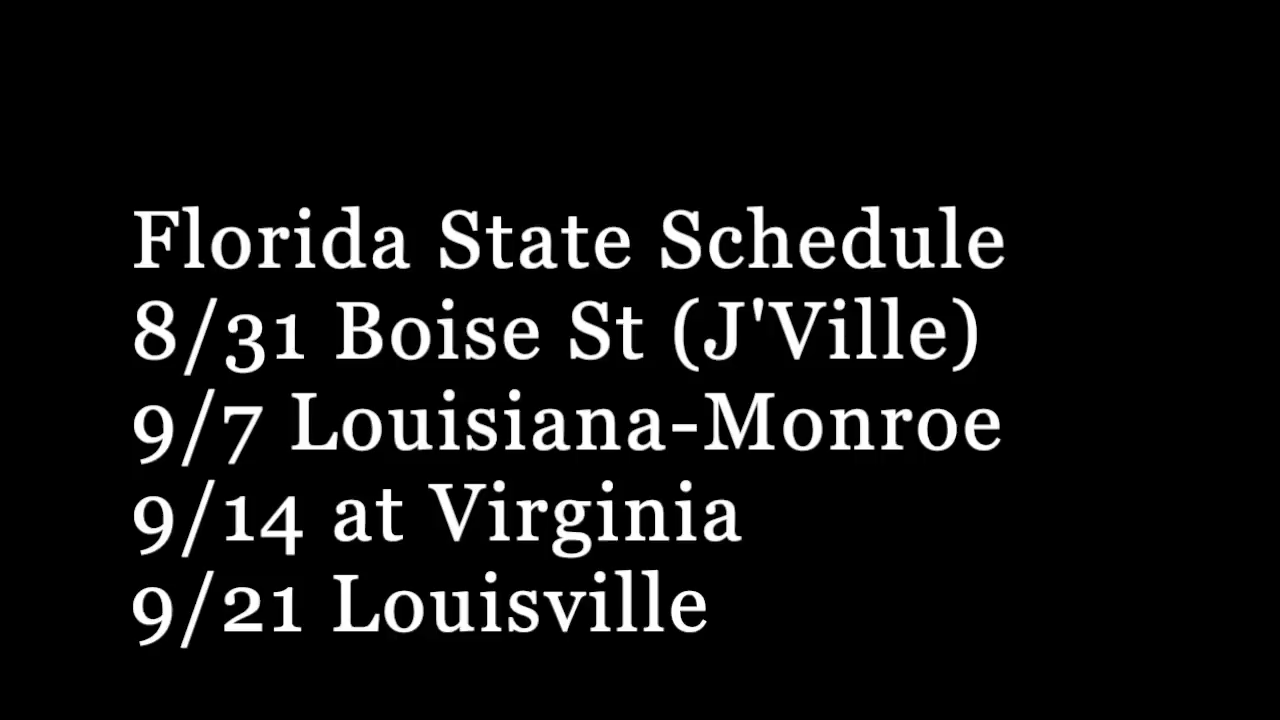 Florida State Schedule
8/31 Boise St (J'Ville)
9/7 Louisiana-Monroe
9/14 at Virginia
9/21 Louisville